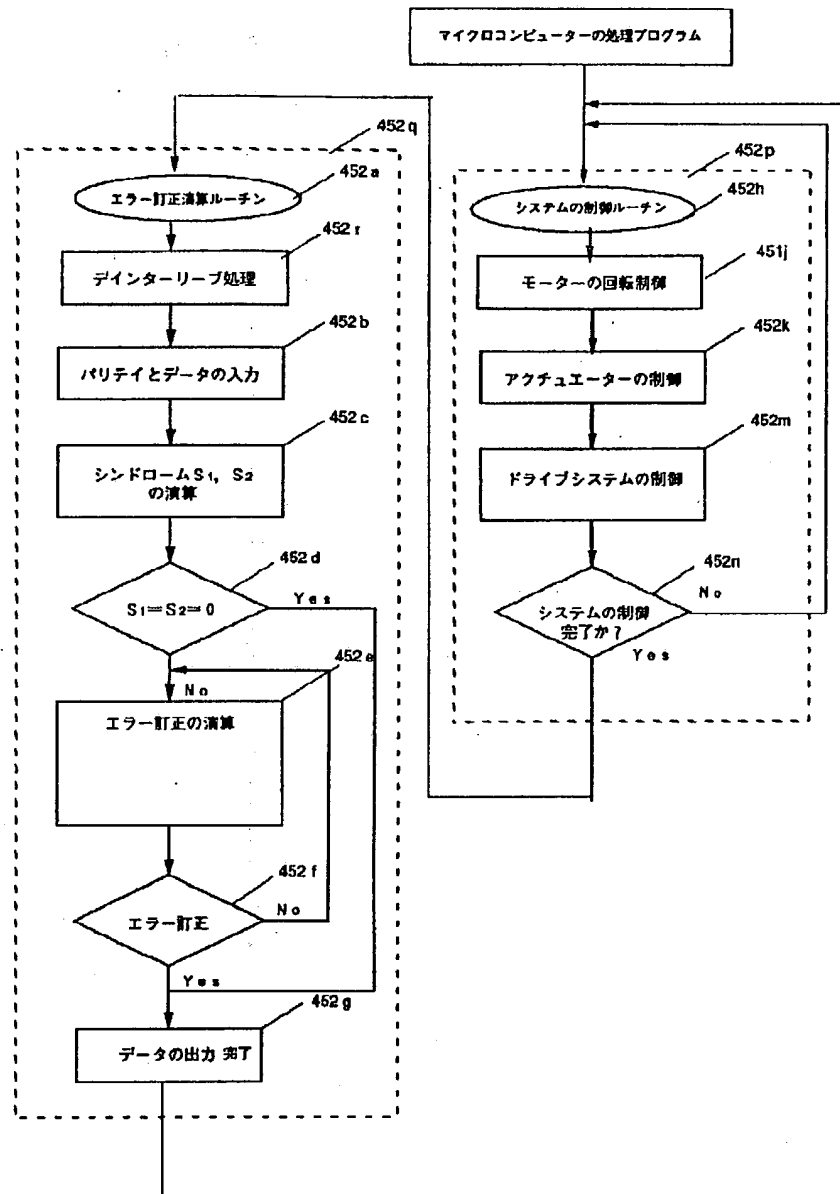 マイクロコンピューターの処理プログラム
452q
452a
エラー訂正演算ルーチン
452r
デインターリーブ処理
452b
パリテイとデータの入力
452c
シンドロームS1, S2
の演算
452d
S1=S2=0
Yes
No
452e
エラー訂正の演算
452f
エラー訂正
No
Yes
452g
データの出力 完了
452p
452h
システムの制御ルーチン
451j
モーターの回転制御
452k
アクチュエーターの制御
452m
ドライブシステムの制御
452n
システムの制御
完了か?
No
Yes